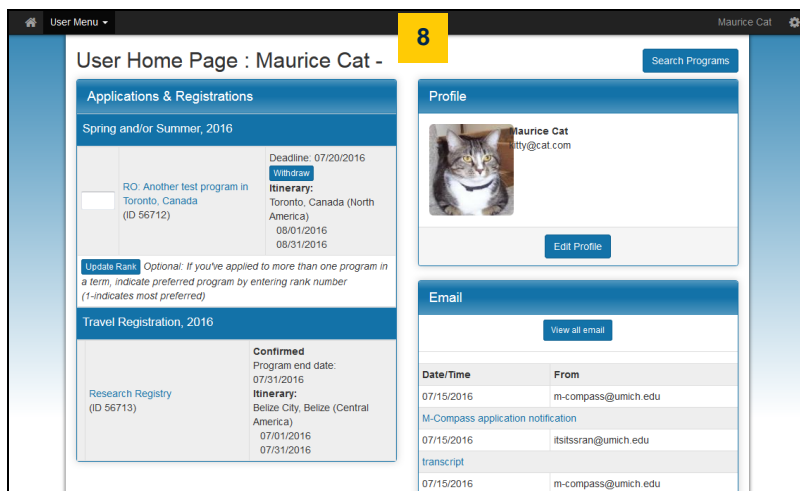 User Menu
Maurice Cat
8
User Home Page : Maurice Cat -
Search Programs
Applications & Registrations
Spring and/or Summer, 2016
RO: Another test program in
Toronto, Canada
(ID 56712)
Deadline: 07/20/2016
Withdraw
Itinerary:
Toronto, Canada (North
America)
08/01/2016
08/31/2016
Update Rank Optional: If you've applied to more than one program in
a term, indicate preferred program by entering rank number
(1-indicates most preferred)
Travel Registration, 2016
Research Registry
(ID 56713)
Confirmed
Program end date:
07/31/2016
Itinerary:
Belize City, Belize (Central
America)
07/01/2016
07/31/2016
Profile
Maurice Cat
kitty@cat.com
Edit Profile
Email
View all email
Date/Time From
07/15/2016 m-compass@umich.edu
M-Compass application notification
07/15/2016 itsitssran@umich.edu
transcript
07/15/2016 m-compass@umich.edu